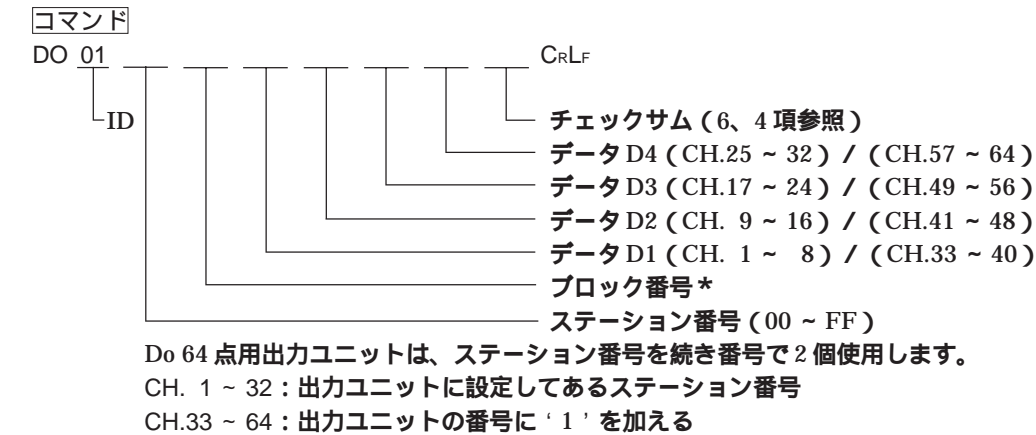 コマンド
DO 01 __ __ __ __ __ __ __ CRLF
ID
チェックサム（6、4 項参照）
データ D4（CH.25 ~ 32）/（CH.57 ~ 64）
データ D3（CH.17 ~ 24）/（CH.49 ~ 56）
データ D2（CH. 9 ~ 16）/（CH.41 ~ 48）
データ D1（CH. 1 ~ 8）/（CH.33 ~ 40）
ブロック番号*
ステーション番号（00 ~ FF）
Do 64 点用出力ユニットは、ステーション番号を続き番号で 2 個使用します。
CH. 1 ~ 32：出力ユニットに設定してあるステーション番号
CH.33 ~ 64：出力ユニットの番号に‘1’を加える